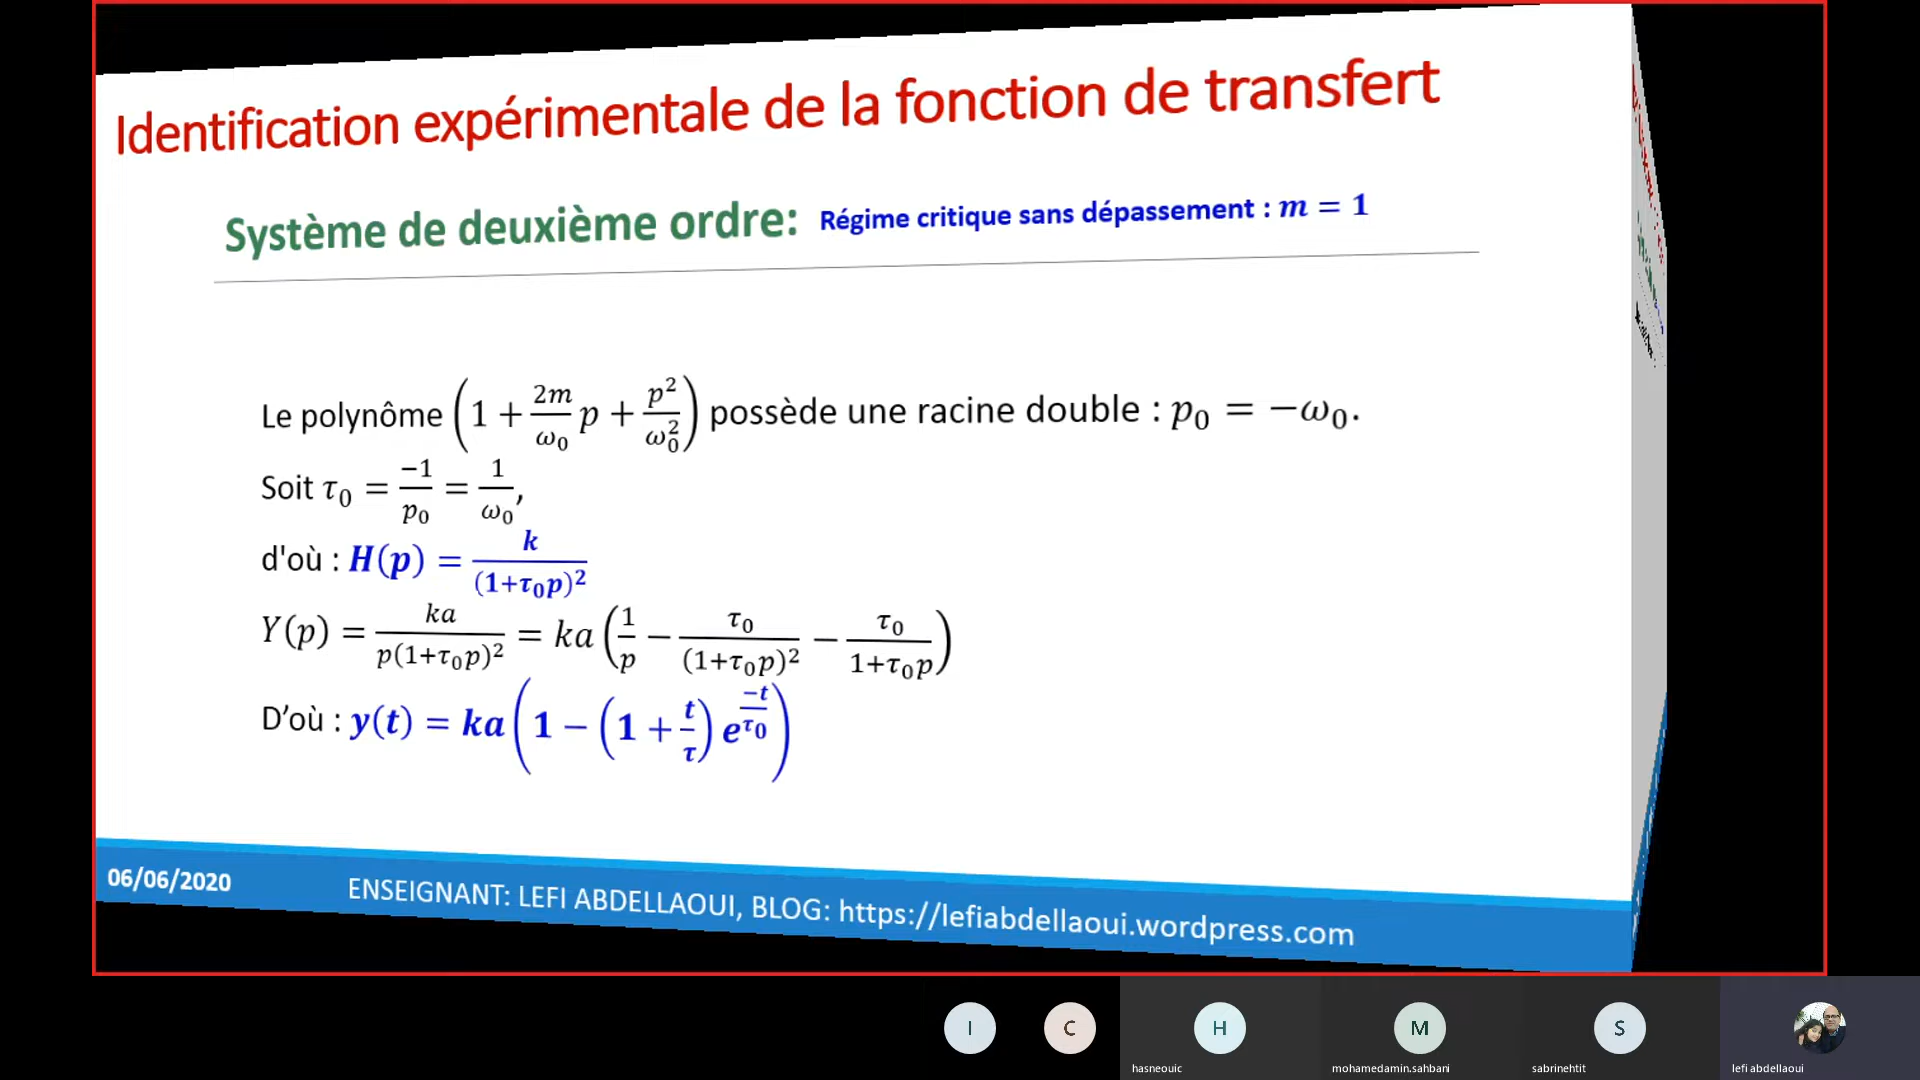 Identification expérimentale de la fonction de transfert
Système de deuxième ordre: Régime critique sans dépassement : m = 1
Le polynôme (1 + 2m/ω₀ p + p²/ω₀²) possède une racine double : p₀ = −ω₀.
Soit τ₀ = −1/p₀ = 1/ω₀,
d'où : H(p) = k/(1+τ₀p)²
Y(p) = ka/p(1+τ₀p)² = ka (1/p − τ₀/(1+τ₀p)² − τ₀/1+τ₀p)
D’où : y(t) = ka (1 − (1 + t/τ) e^(−t/τ₀))
06/06/2020
ENSEIGNANT: LEFI ABDELLAOUI, BLOG: https://lefiabdellaoui.wordpress.com
I
C
H
M
S
hasneouic
mohamedamin.sahbani
sabrinehtit
lefi abdellaoui